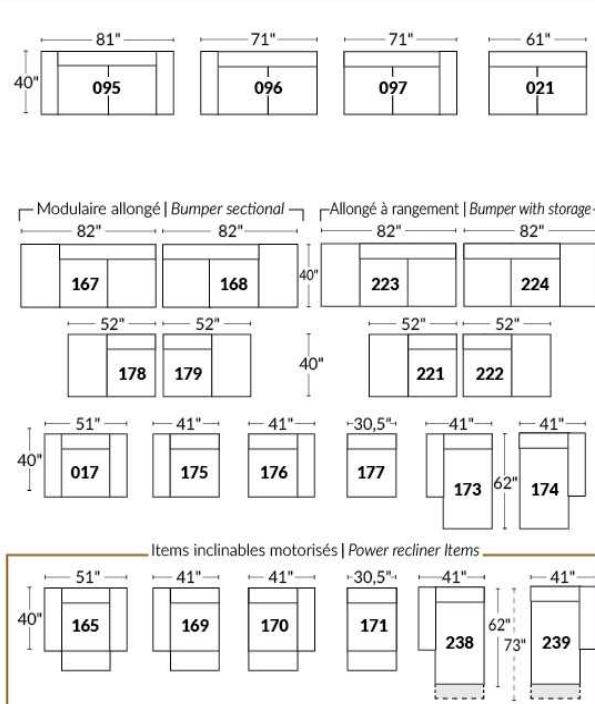 81" 71" 71" 61"
40" 095 096 097 021
Modulaire allongé | Bumper sectional Allongé à rangement | Bumper with storage
82" 82" 82" 82"
167 168 40" 223 224
52" 52" 52" 52"
178 179 40" 221 222
51" 41" 41" 30,5" 41" 41"
40" 017 175 176 177 173 62" 174
Items inclinables motorisés | Power recliner Items
51" 41" 41" 30,5" 41" 41"
40" 165 169 170 171 238 62" 73" 239